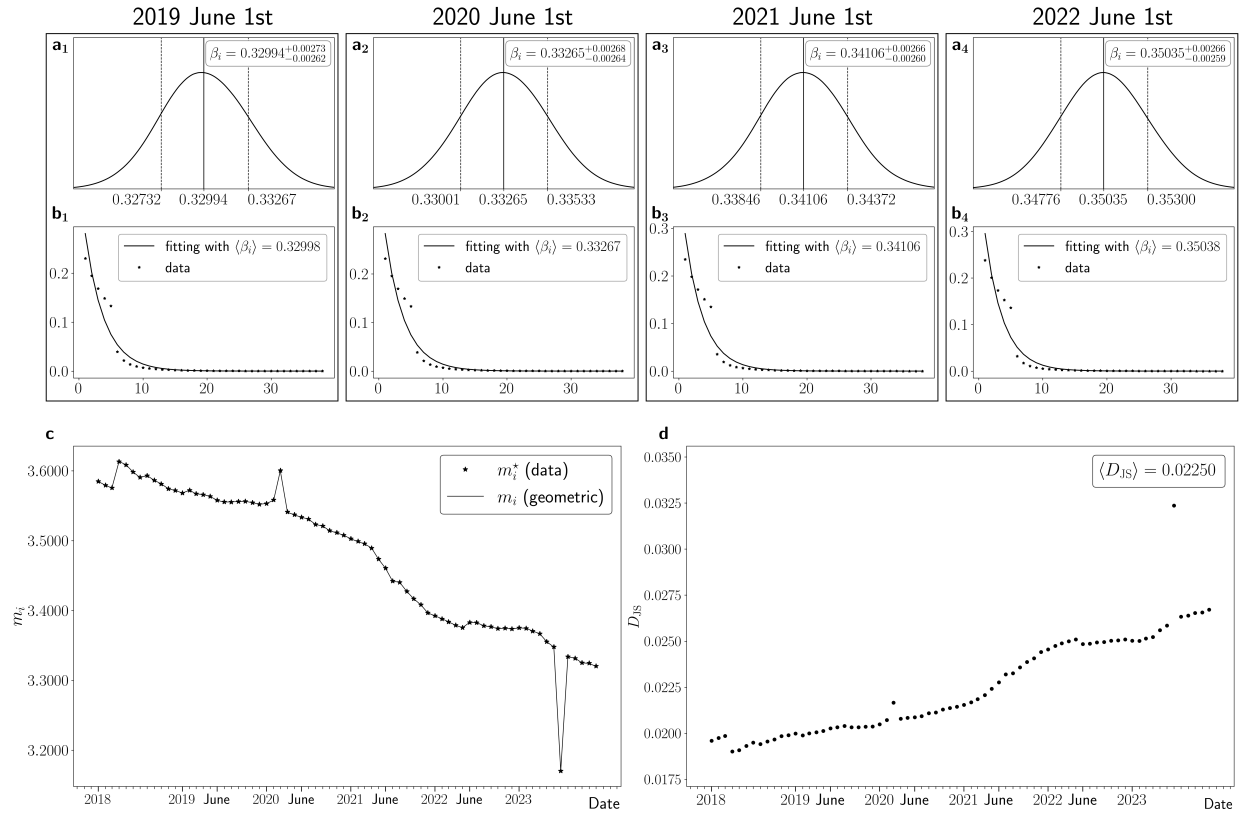 2019 June 1st
2020 June 1st
2021 June 1st
2022 June 1st
a₁
βᵢ = 0.32994 +0.00273 −0.00262
a₂
βᵢ = 0.33265 +0.00268 −0.00264
a₃
βᵢ = 0.34106 +0.00266 −0.00260
a₄
βᵢ = 0.35035 +0.00266 −0.00259
0.32732 0.32994 0.33267
0.33001 0.33265 0.33533
0.33846 0.34106 0.34372
0.34776 0.35035 0.35300
b₁
fitting with ⟨βᵢ⟩ = 0.32998
data
0.2
0.1
0.0
0 10 20 30
b₂
fitting with ⟨βᵢ⟩ = 0.33267
data
0.2
0.1
0.0
0 10 20 30
b₃
fitting with ⟨βᵢ⟩ = 0.34106
data
0.3
0.2
0.1
0.0
0 10 20 30
b₄
fitting with ⟨βᵢ⟩ = 0.35038
data
0.3
0.2
0.1
0.0
0 10 20 30
c
mᵢ⋆ (data)
mᵢ (geometric)
3.6000
3.5000
3.4000
3.3000
3.2000
mᵢ
2018 2019 June 2020 June 2021 June 2022 June 2023
Date
d
⟨D_JS⟩ = 0.02250
0.0350
0.0325
0.0300
0.0275
0.0250
0.0225
0.0200
0.0175
D_JS
2018 2019 June 2020 June 2021 June 2022 June 2023
Date